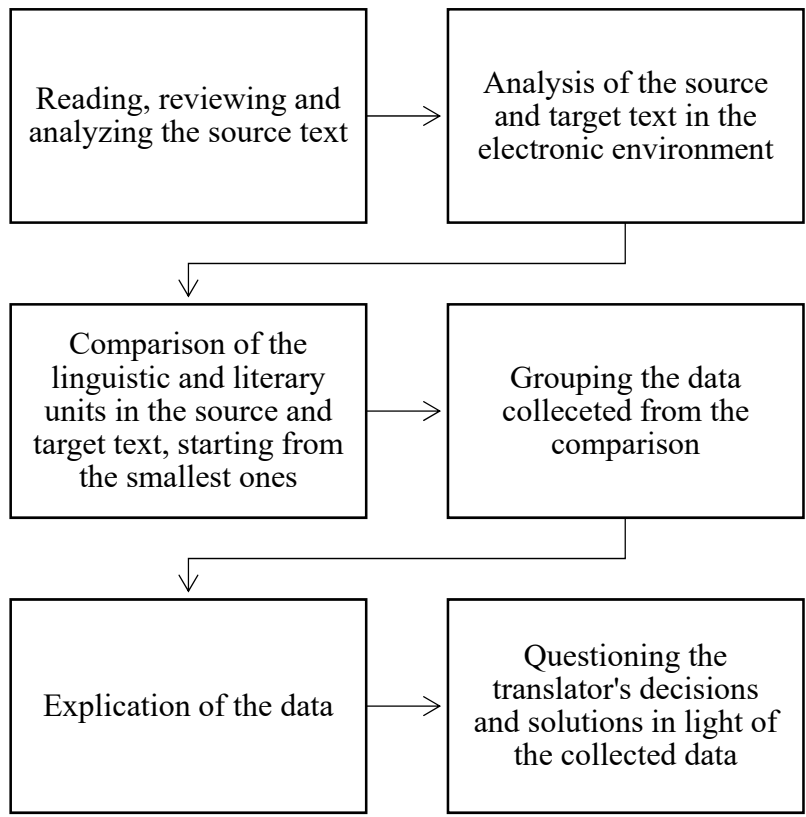 Reading, reviewing and
analyzing the source text
Analysis of the source
and target text in the
electronic environment
Comparison of the
linguistic and literary
units in the source and
target text, starting from
the smallest ones
Grouping the data
colleceted from the
comparison
Explication of the data
Questioning the
translator's decisions
and solutions in light of
the collected data